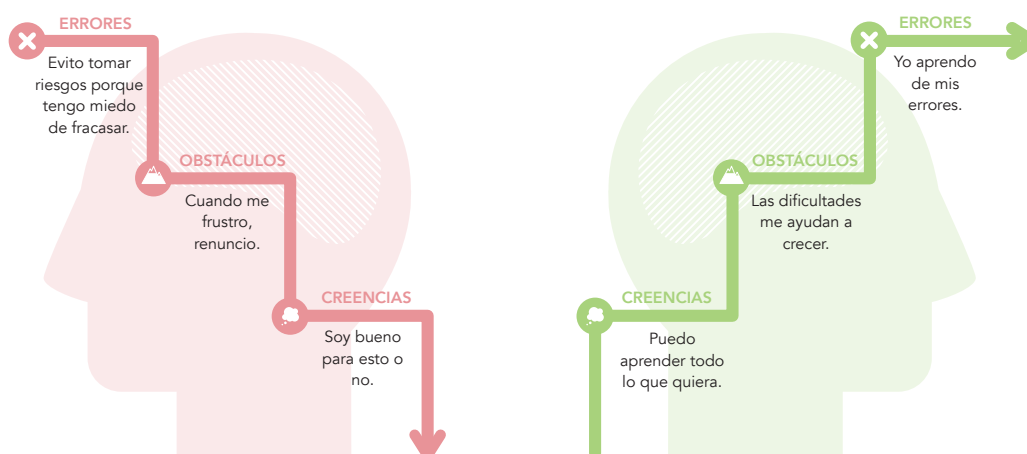 ERRORES
Evito tomar
riesgos porque
tengo miedo
de fracasar.
OBSTÁCULOS
Cuando me
frustro,
renuncio.
CREENCIAS
Soy bueno
para esto o
no.
ERRORES
Yo aprendo
de mis
errores.
OBSTÁCULOS
Las dificultades
me ayudan a
crecer.
CREENCIAS
Puedo
aprender todo
lo que quiera.